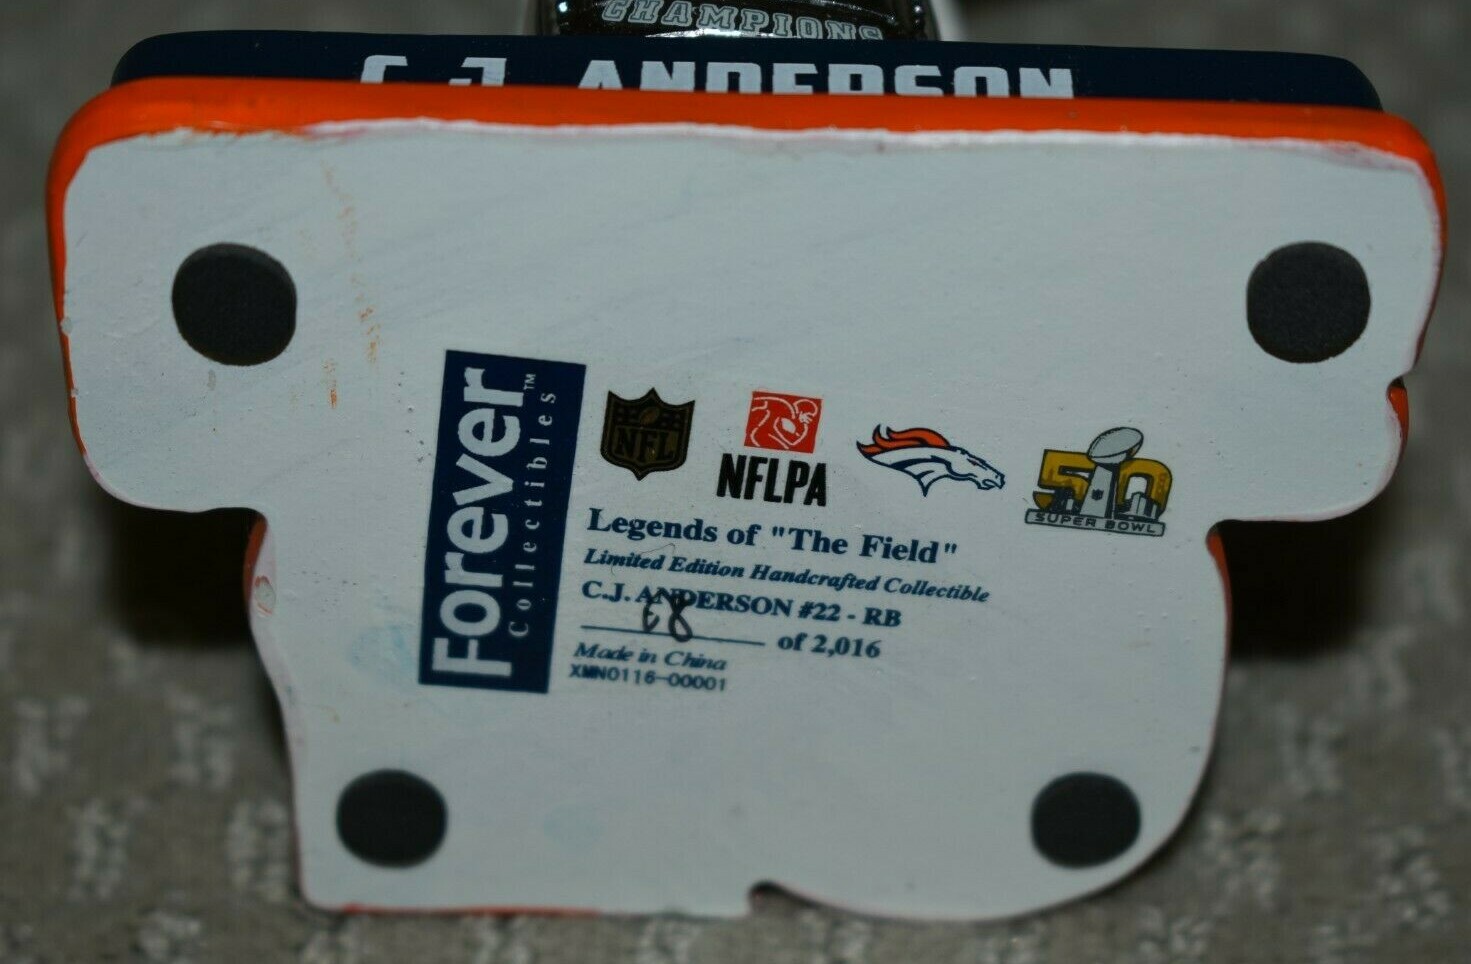 CHAMPIONS
C.J. ANDERSON
Forever™
Collectibles
NFL
NFLPA
50
SUPER BOWL
Legends of "The Field"
Limited Edition Handcrafted Collectible
C.J. ANDERSON #22 - RB
of 2,016
Made in China
XMN0116-00001